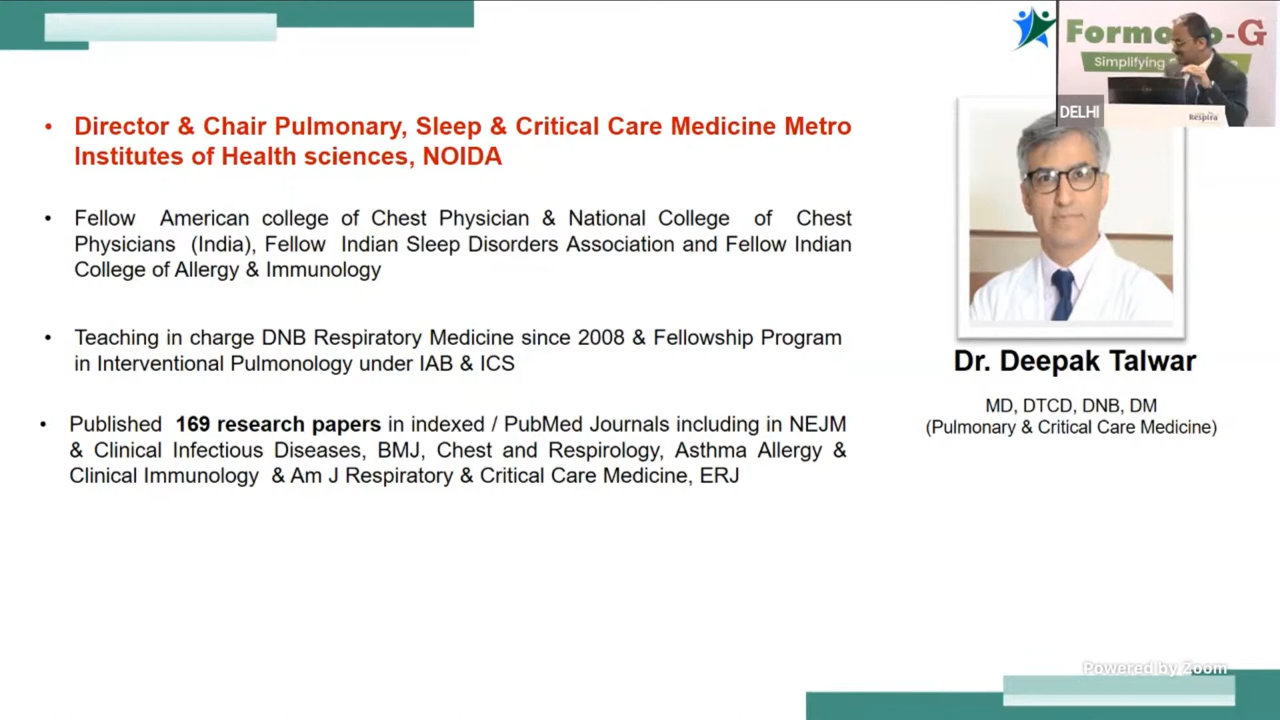 Director & Chair Pulmonary, Sleep & Critical Care Medicine Metro
Institutes of Health sciences, NOIDA
Fellow American college of Chest Physician & National College of Chest
Physicians (India), Fellow Indian Sleep Disorders Association and Fellow Indian
College of Allergy & Immunology
Teaching in charge DNB Respiratory Medicine since 2008 & Fellowship Program
in Interventional Pulmonology under IAB & ICS
Published 169 research papers in indexed / PubMed Journals including in NEJM
& Clinical Infectious Diseases, BMJ, Chest and Respirology, Asthma Allergy &
Clinical Immunology & Am J Respiratory & Critical Care Medicine, ERJ
-G
Simplifying
DELHI
Respira
Dr. Deepak Talwar
MD, DTCD, DNB, DM
(Pulmonary & Critical Care Medicine)
Powered by Zoom